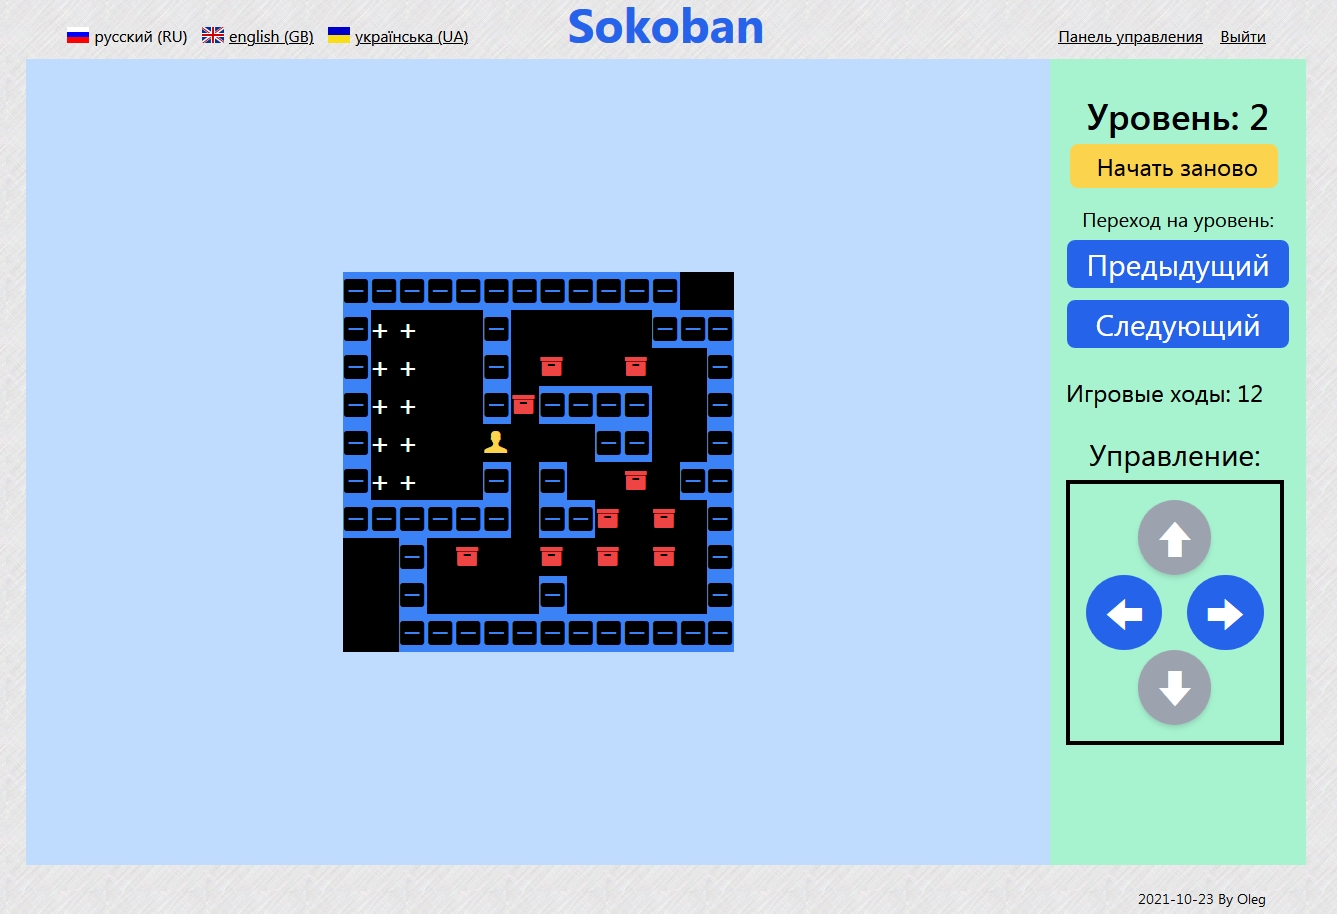 русский (RU) english (GB) українська (UA)
Sokoban
Панель управления Выйти
Уровень: 2
Начать заново
Переход на уровень:
Предыдущий
Следующий
Игровые ходы: 12
Управление:
+ +
+ +
+ +
+ +
+ +
2021-10-23 By Oleg